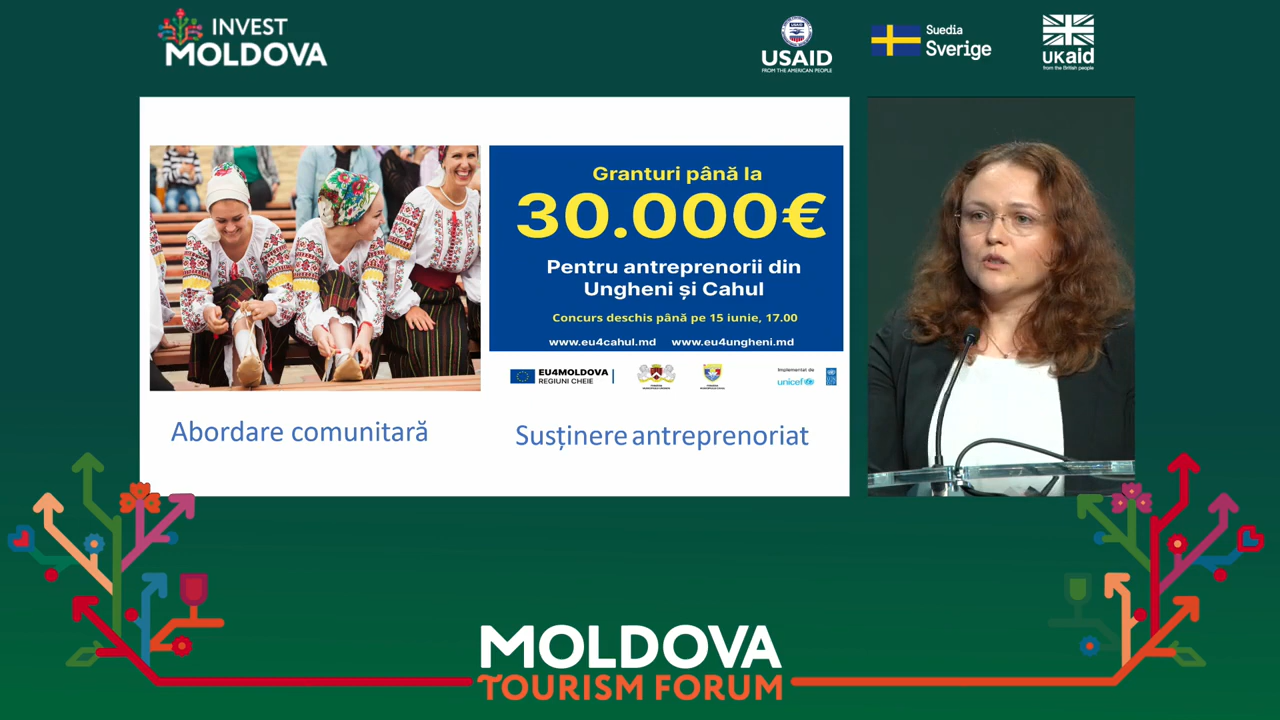 INVEST
MOLDOVA
USAID
FROM THE AMERICAN PEOPLE
Suedia
Sverige
UKaid
from the British people
Granturi până la
30.000€
Pentru antreprenorii din
Ungheni și Cahul
Concurs deschis până pe 15 iunie, 17.00
www.eu4cahul.md www.eu4ungheni.md
EU4MOLDOVA
REGIUNI CHEIE
Implementat de
unicef
Abordare comunitară
Susținere antreprenoriat
MOLDOVA
TOURISM FORUM